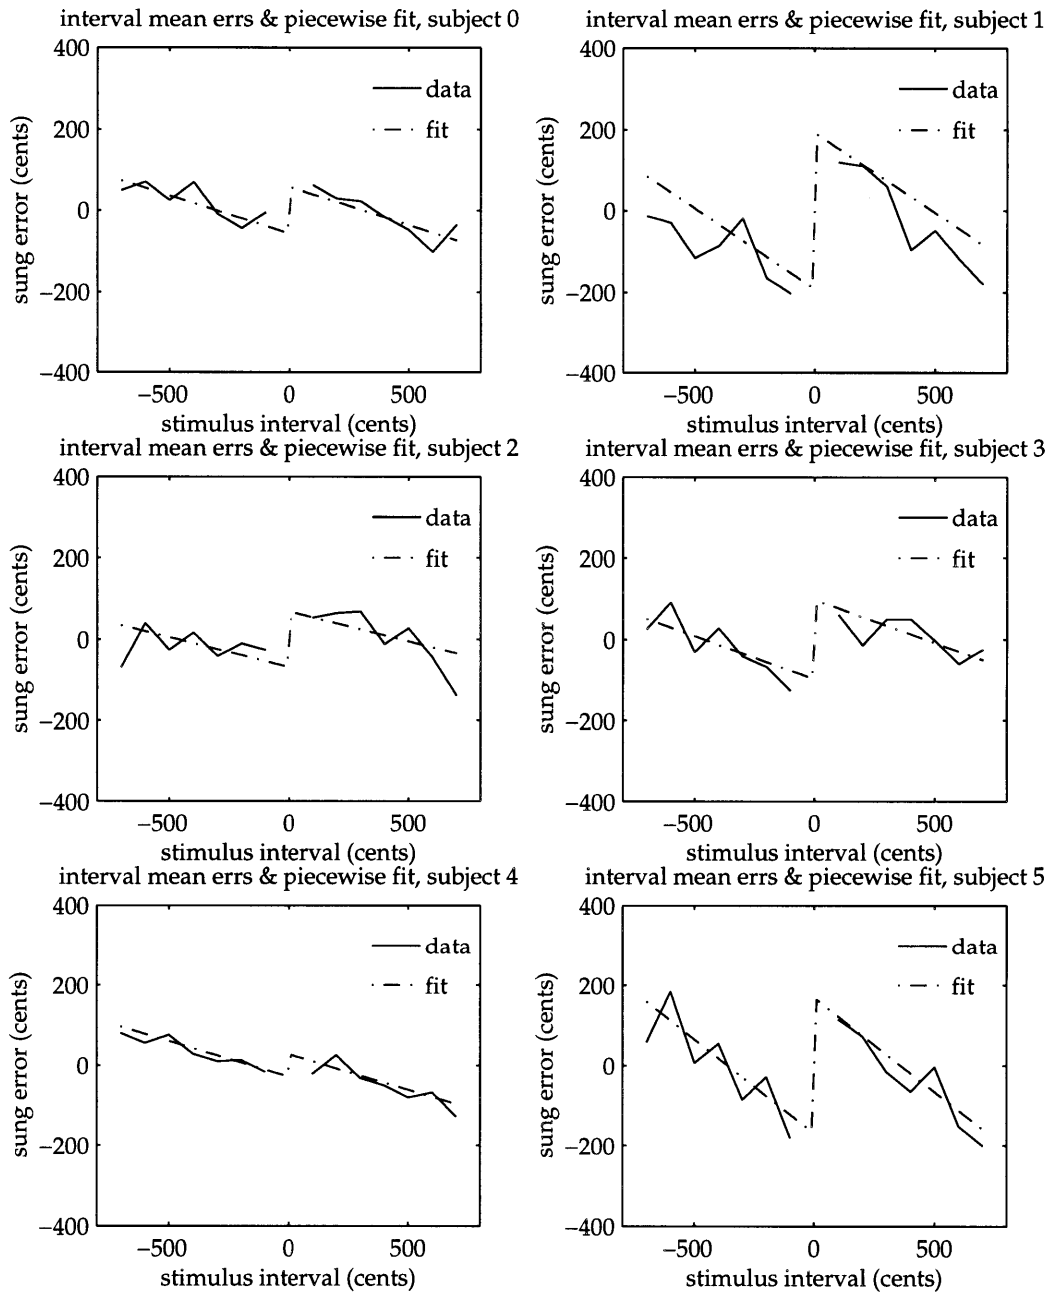 interval mean errs & piecewise fit, subject 0
400
200
0
−200
−400
sung error (cents)
data
fit
−500
0
500
stimulus interval (cents)
interval mean errs & piecewise fit, subject 1
400
200
0
−200
−400
sung error (cents)
data
fit
−500
0
500
stimulus interval (cents)
interval mean errs & piecewise fit, subject 2
400
200
0
−200
−400
sung error (cents)
data
fit
−500
0
500
stimulus interval (cents)
interval mean errs & piecewise fit, subject 3
400
200
0
−200
−400
sung error (cents)
data
fit
−500
0
500
stimulus interval (cents)
interval mean errs & piecewise fit, subject 4
400
200
0
−200
−400
sung error (cents)
data
fit
−500
0
500
stimulus interval (cents)
interval mean errs & piecewise fit, subject 5
400
200
0
−200
−400
sung error (cents)
data
fit
−500
0
500
stimulus interval (cents)